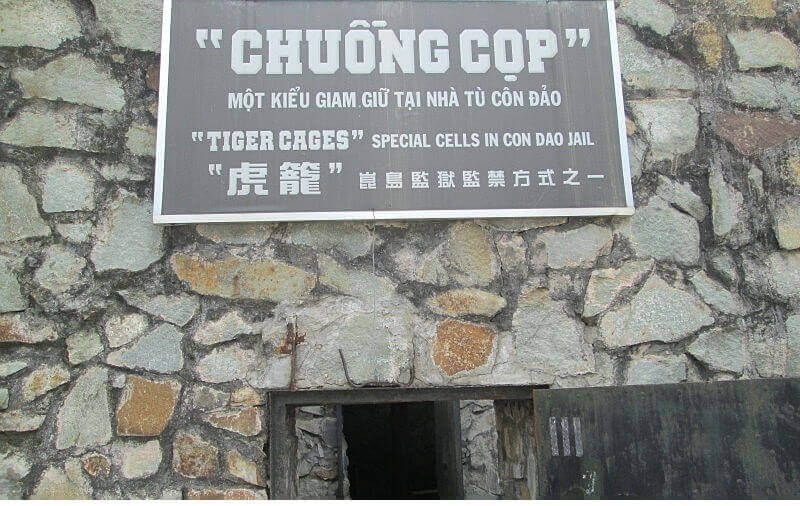 “CHUỒNG CỌP”
MỘT KIỂU GIAM GIỮ TẠI NHÀ TÙ CÔN ĐẢO
“TIGER CAGES” SPECIAL CELLS IN CON DAO JAIL
“虎籠” 崑島監獄監禁方式之一